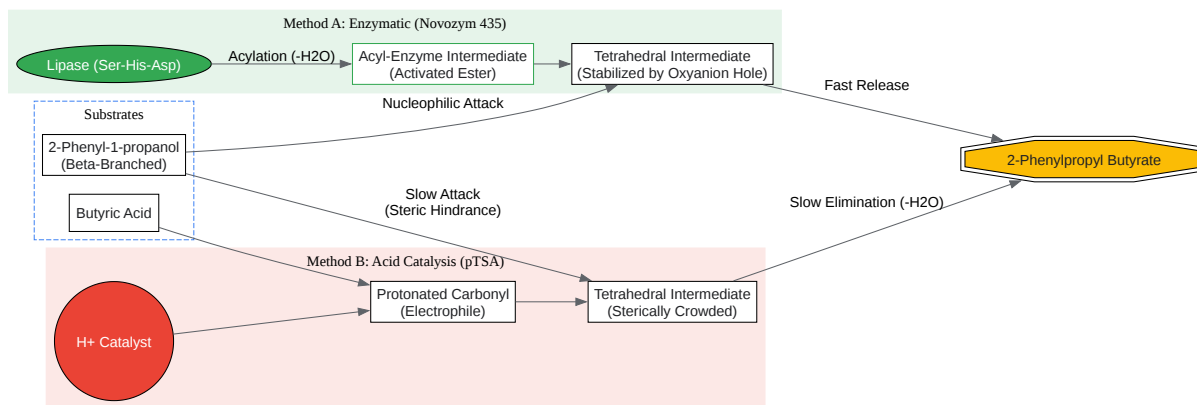 Method A: Enzymatic (Novozym 435)
Lipase (Ser-His-Asp)
Acylation (-H2O)
Acyl-Enzyme Intermediate
(Activated Ester)
Tetrahedral Intermediate
(Stabilized by Oxyanion Hole)
Fast Release
Nucleophilic Attack
Substrates
2-Phenyl-1-propanol
(Beta-Branched)
Butyric Acid
Slow Attack
(Steric Hindrance)
2-Phenylpropyl Butyrate
Slow Elimination (-H2O)
Method B: Acid Catalysis (pTSA)
Protonated Carbonyl
(Electrophile)
Tetrahedral Intermediate
(Sterically Crowded)
H+ Catalyst